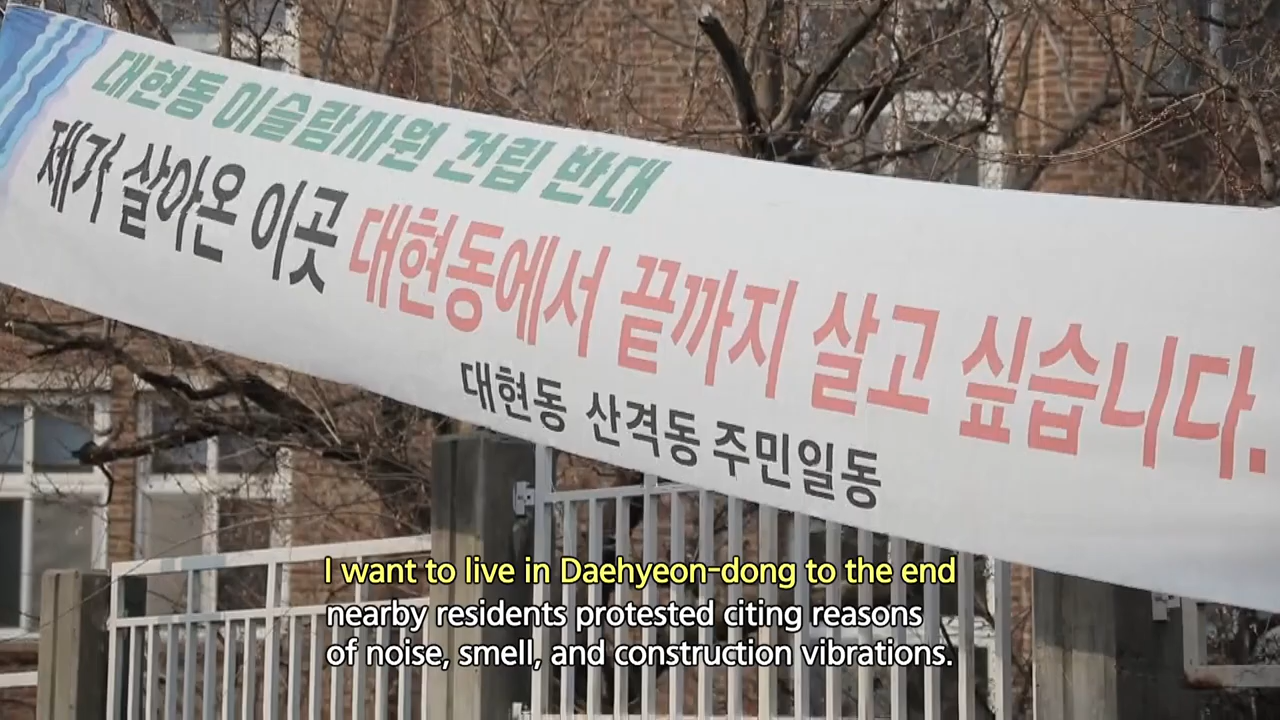 대현동 이슬람사원 건립 반대
제가 살아온 이곳 대현동에서 끝까지 살고 싶습니다.
대현동 산격동 주민일동
I want to live in Daehyeon-dong to the end
nearby residents protested citing reasons
of noise, smell, and construction vibrations.